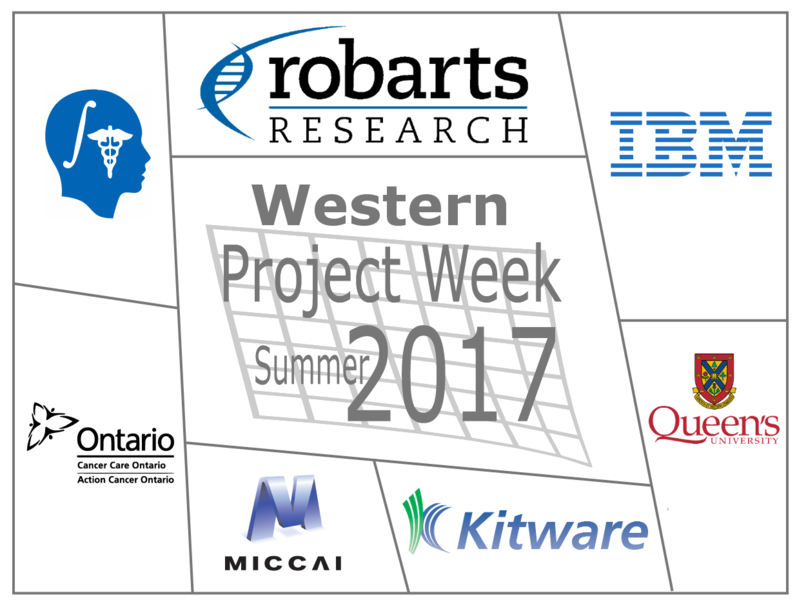 robarts
RESEARCH
IBM
Western
Project Week
Summer 2017
Ontario
Cancer Care Ontario
Action Cancer Ontario
Queen's
UNIVERSITY
MICCAI
Kitware